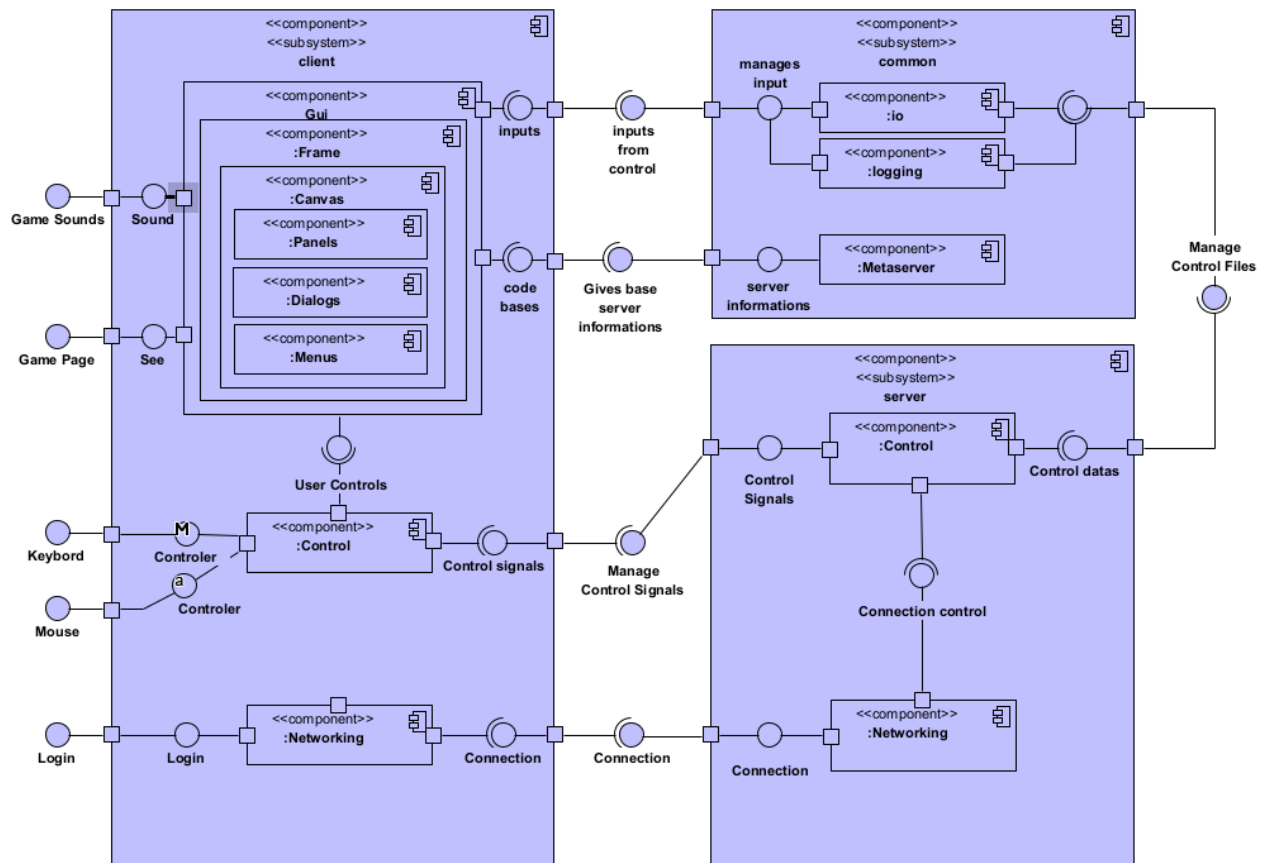 <<component>>
<<subsystem>>
client
<<component>>
Gui
<<component>>
:Frame
<<component>>
:Canvas
<<component>>
:Panels
<<component>>
:Dialogs
<<component>>
:Menus
Game Sounds
Sound
Game Page
See
inputs
code
bases
User Controls
Keybord
M
Controler
Mouse
a
Controler
<<component>>
:Control
Control signals
Login
Login
<<component>>
:Networking
Connection
inputs
from
control
Gives base
server
informations
Manage
Control Signals
Connection
<<component>>
<<subsystem>>
common
manages
input
<<component>>
:io
<<component>>
:logging
server
informations
<<component>>
:Metaserver
Manage
Control Files
<<component>>
<<subsystem>>
server
<<component>>
:Control
Control
Signals
Control datas
Connection control
<<component>>
:Networking
Connection